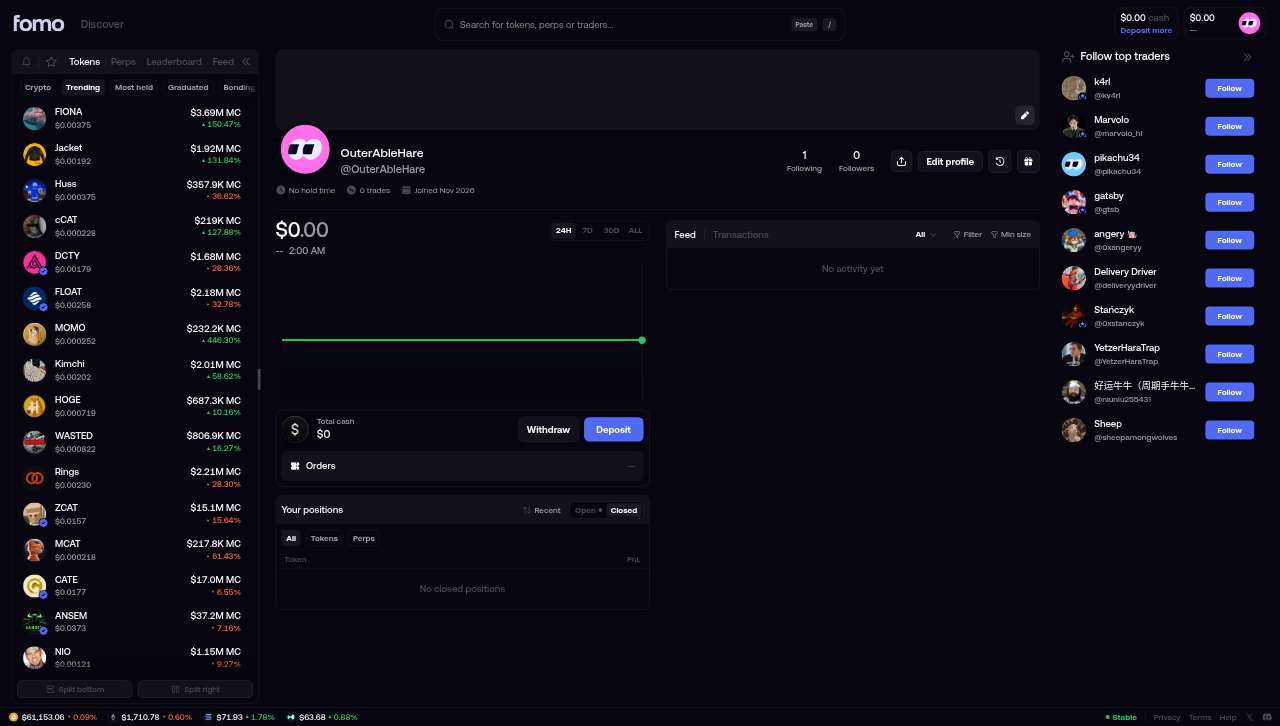 fomo
Discover
Search for tokens, perps or traders...
Paste
/
$0.00 cash
Deposit more
$0.00
—
Tokens Perps Leaderboard Feed
Crypto Trending Most held Graduated Bonding
FIONA $3.69M MC
$0.00375 150.47%
Jacket $1.92M MC
$0.00192 131.84%
Huss $357.9K MC
$0.000375 36.62%
cCAT $219K MC
$0.000228 127.88%
DCTY $1.68M MC
$0.00179 26.36%
FLOAT $2.18M MC
$0.00258 32.78%
MOMO $232.2K MC
$0.000252 446.30%
Kimchi $2.01M MC
$0.00202 58.62%
HOGE $687.3K MC
$0.000719 10.16%
WASTED $806.9K MC
$0.000822 16.27%
Rings $2.21M MC
$0.00230 28.30%
ZCAT $15.1M MC
$0.0157 15.64%
MCAT $217.8K MC
$0.000218 61.43%
CATE $17.0M MC
$0.0177 6.55%
ANSEM $37.2M MC
$0.0373 7.16%
NIO $1.15M MC
$0.00121 9.27%
Split bottom Split right
OuterAbleHare
@OuterAbleHare
No hold time 0 trades Joined Nov 2026
1
Following
0
Followers
Edit profile
$0.00
-- 2:00 AM
24H 7D 30D ALL
Total cash
$0
Withdraw Deposit
Orders —
Your positions Recent Open Closed
All Tokens Perps
Token PnL
No closed positions
Feed Transactions All Filter Min size
No activity yet
Follow top traders
k4rl
@kv4rl
Follow
Marvolo
@marvolo_hl
Follow
pikachu34
@pikachu34
Follow
gatsby
@gtsb
Follow
angery
@0xangeryy
Follow
Delivery Driver
@deliveryydriver
Follow
Stańczyk
@0xstanczyk
Follow
YetzerHaraTrap
@YetzerHaraTrap
Follow
好运牛牛（周期手牛牛...
@niuniu255431
Follow
Sheep
@sheepamongwolves
Follow
$61,153.06 0.09% $1,710.78 0.60% $71.93 1.78% $63.68 0.88%
Stable Privacy Terms Help